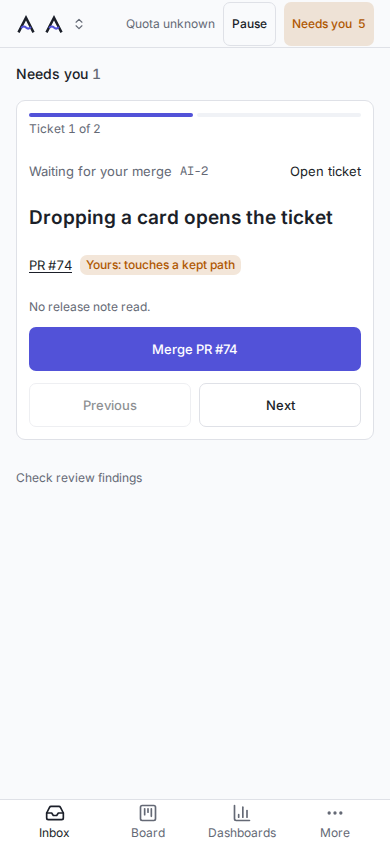 Quota unknown
Pause
Needs you 5
Needs you 1
Ticket 1 of 2
Waiting for your merge AI-2
Open ticket
Dropping a card opens the ticket
PR #74 Yours: touches a kept path
No release note read.
Merge PR #74
Previous
Next
Check review findings
Inbox
Board
Dashboards
More